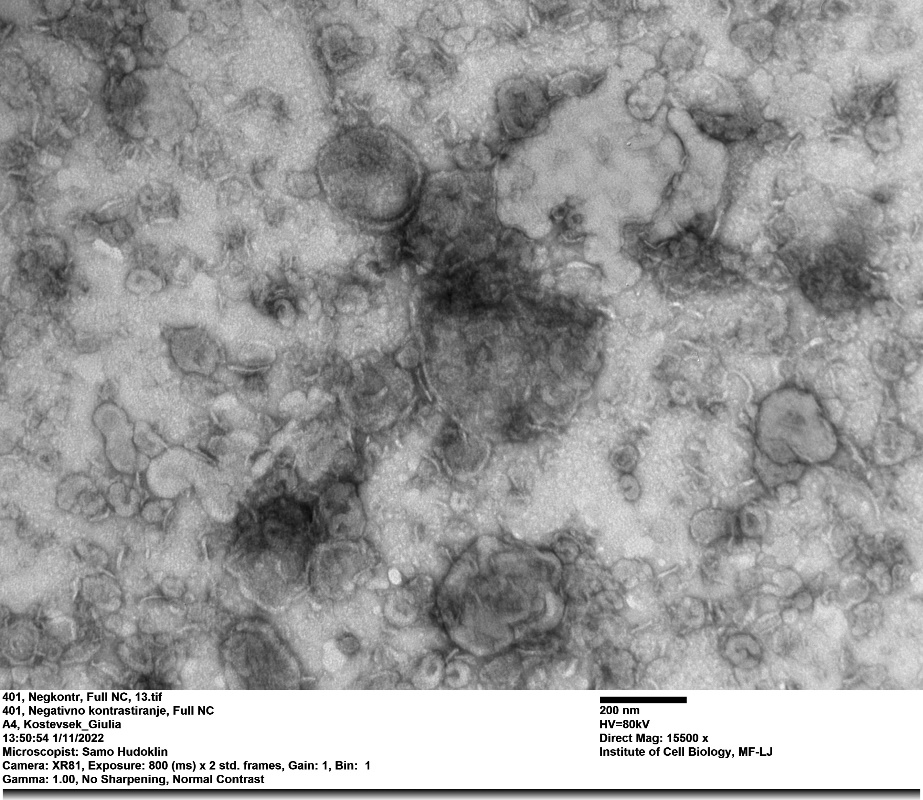 401, Negkontr, Full NC, 13.tif
401, Negativno kontrastiranje, Full NC
A4, Kostevsek_Giulia
13:50:54 1/11/2022
Microscopist: Samo Hudoklin
Camera: XR81, Exposure: 800 (ms) x 2 std. frames, Gain: 1, Bin: 1
Gamma: 1.00, No Sharpening, Normal Contrast
200 nm
HV=80kV
Direct Mag: 15500 x
Institute of Cell Biology, MF-LJ